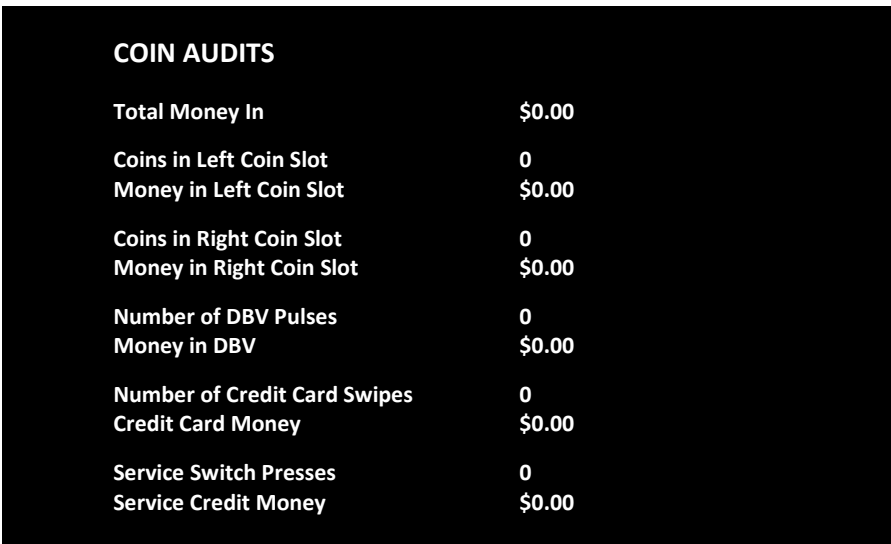 COIN AUDITS
Total Money In $0.00
Coins in Left Coin Slot 0
Money in Left Coin Slot $0.00
Coins in Right Coin Slot 0
Money in Right Coin Slot $0.00
Number of DBV Pulses 0
Money in DBV $0.00
Number of Credit Card Swipes 0
Credit Card Money $0.00
Service Switch Presses 0
Service Credit Money $0.00